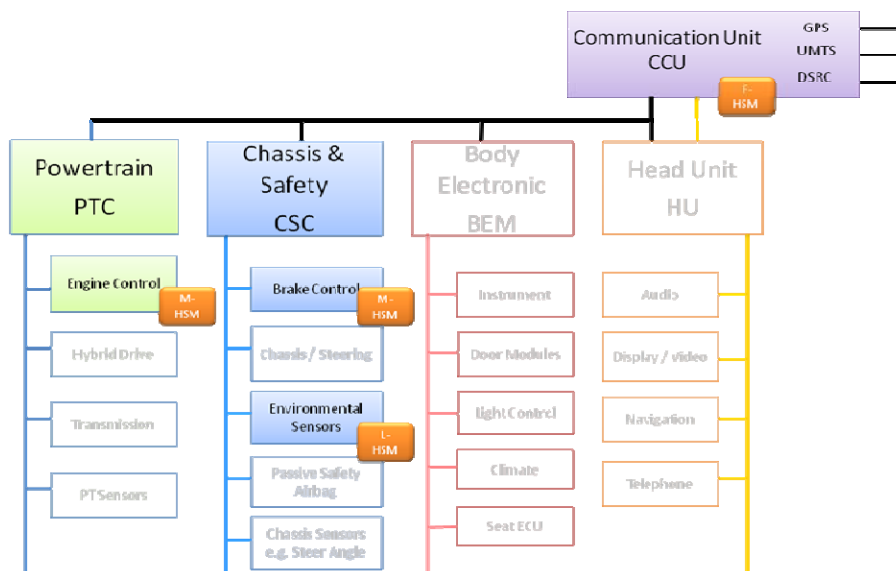 Communication Unit
CCU
GPS
UMTS
DSRC
F-
HSM
Powertrain
PTC
Chassis &
Safety
CSC
Body
Electronic
BEM
Head Unit
HU
Engine Control
M-
HSM
Hybrid Drive
Transmission
PT Sensors
Brake Control
M-
HSM
Chassis / Steering
Environmental
Sensors
L-
HSM
Passive Safety
Airbag
Chassis Sensors
e.g. Steer Angle
Instrument
Door Modules
Light Control
Climate
Seat ECU
Audio
Display / Video
Navigation
Telephone